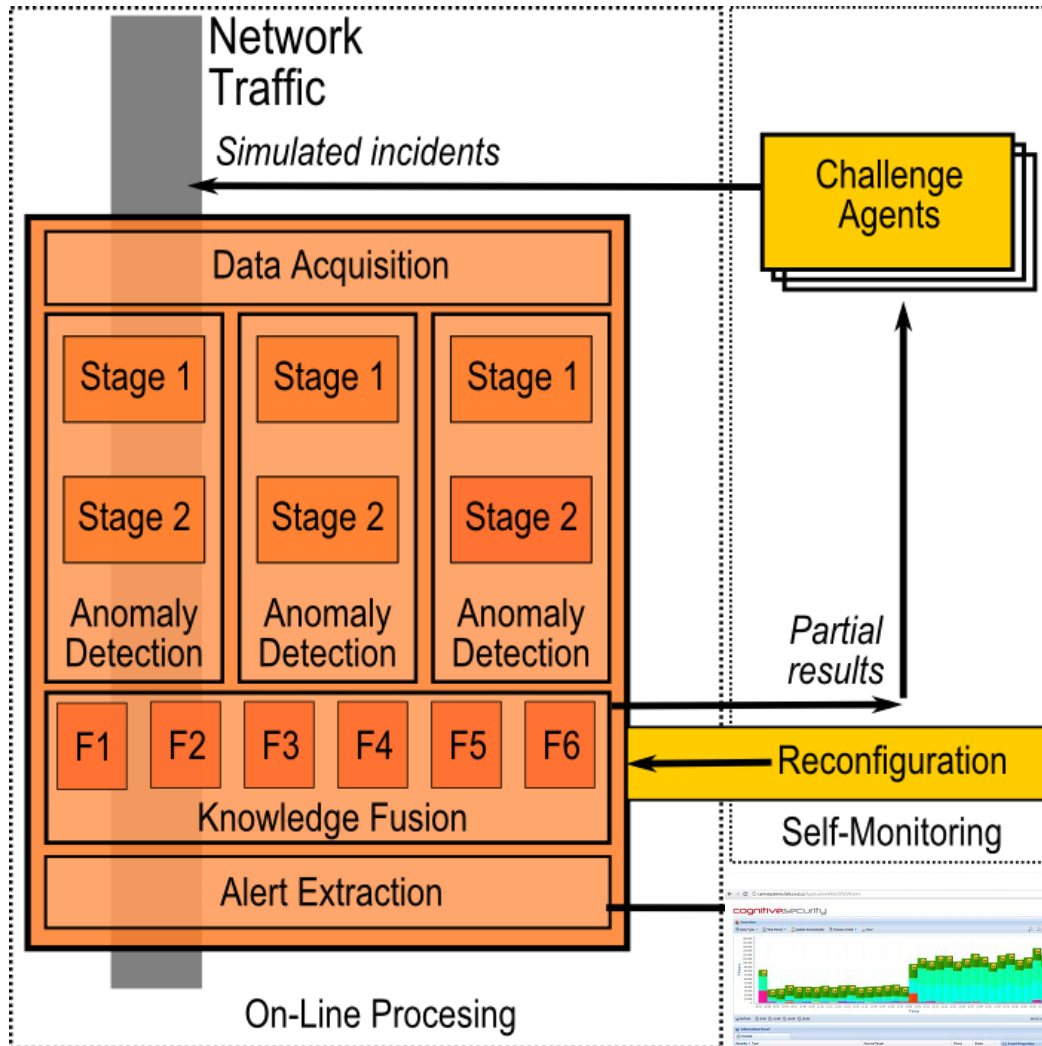 Network
Traffic
Simulated incidents
Challenge
Agents
Data Acquisition
Stage 1
Stage 1
Stage 1
Stage 2
Stage 2
Stage 2
Anomaly
Detection
Anomaly
Detection
Anomaly
Detection
Partial
results
F1 F2 F3 F4 F5 F6
Knowledge Fusion
Reconfiguration
Self-Monitoring
Alert Extraction
On-Line Procesing
cognitivesecurity